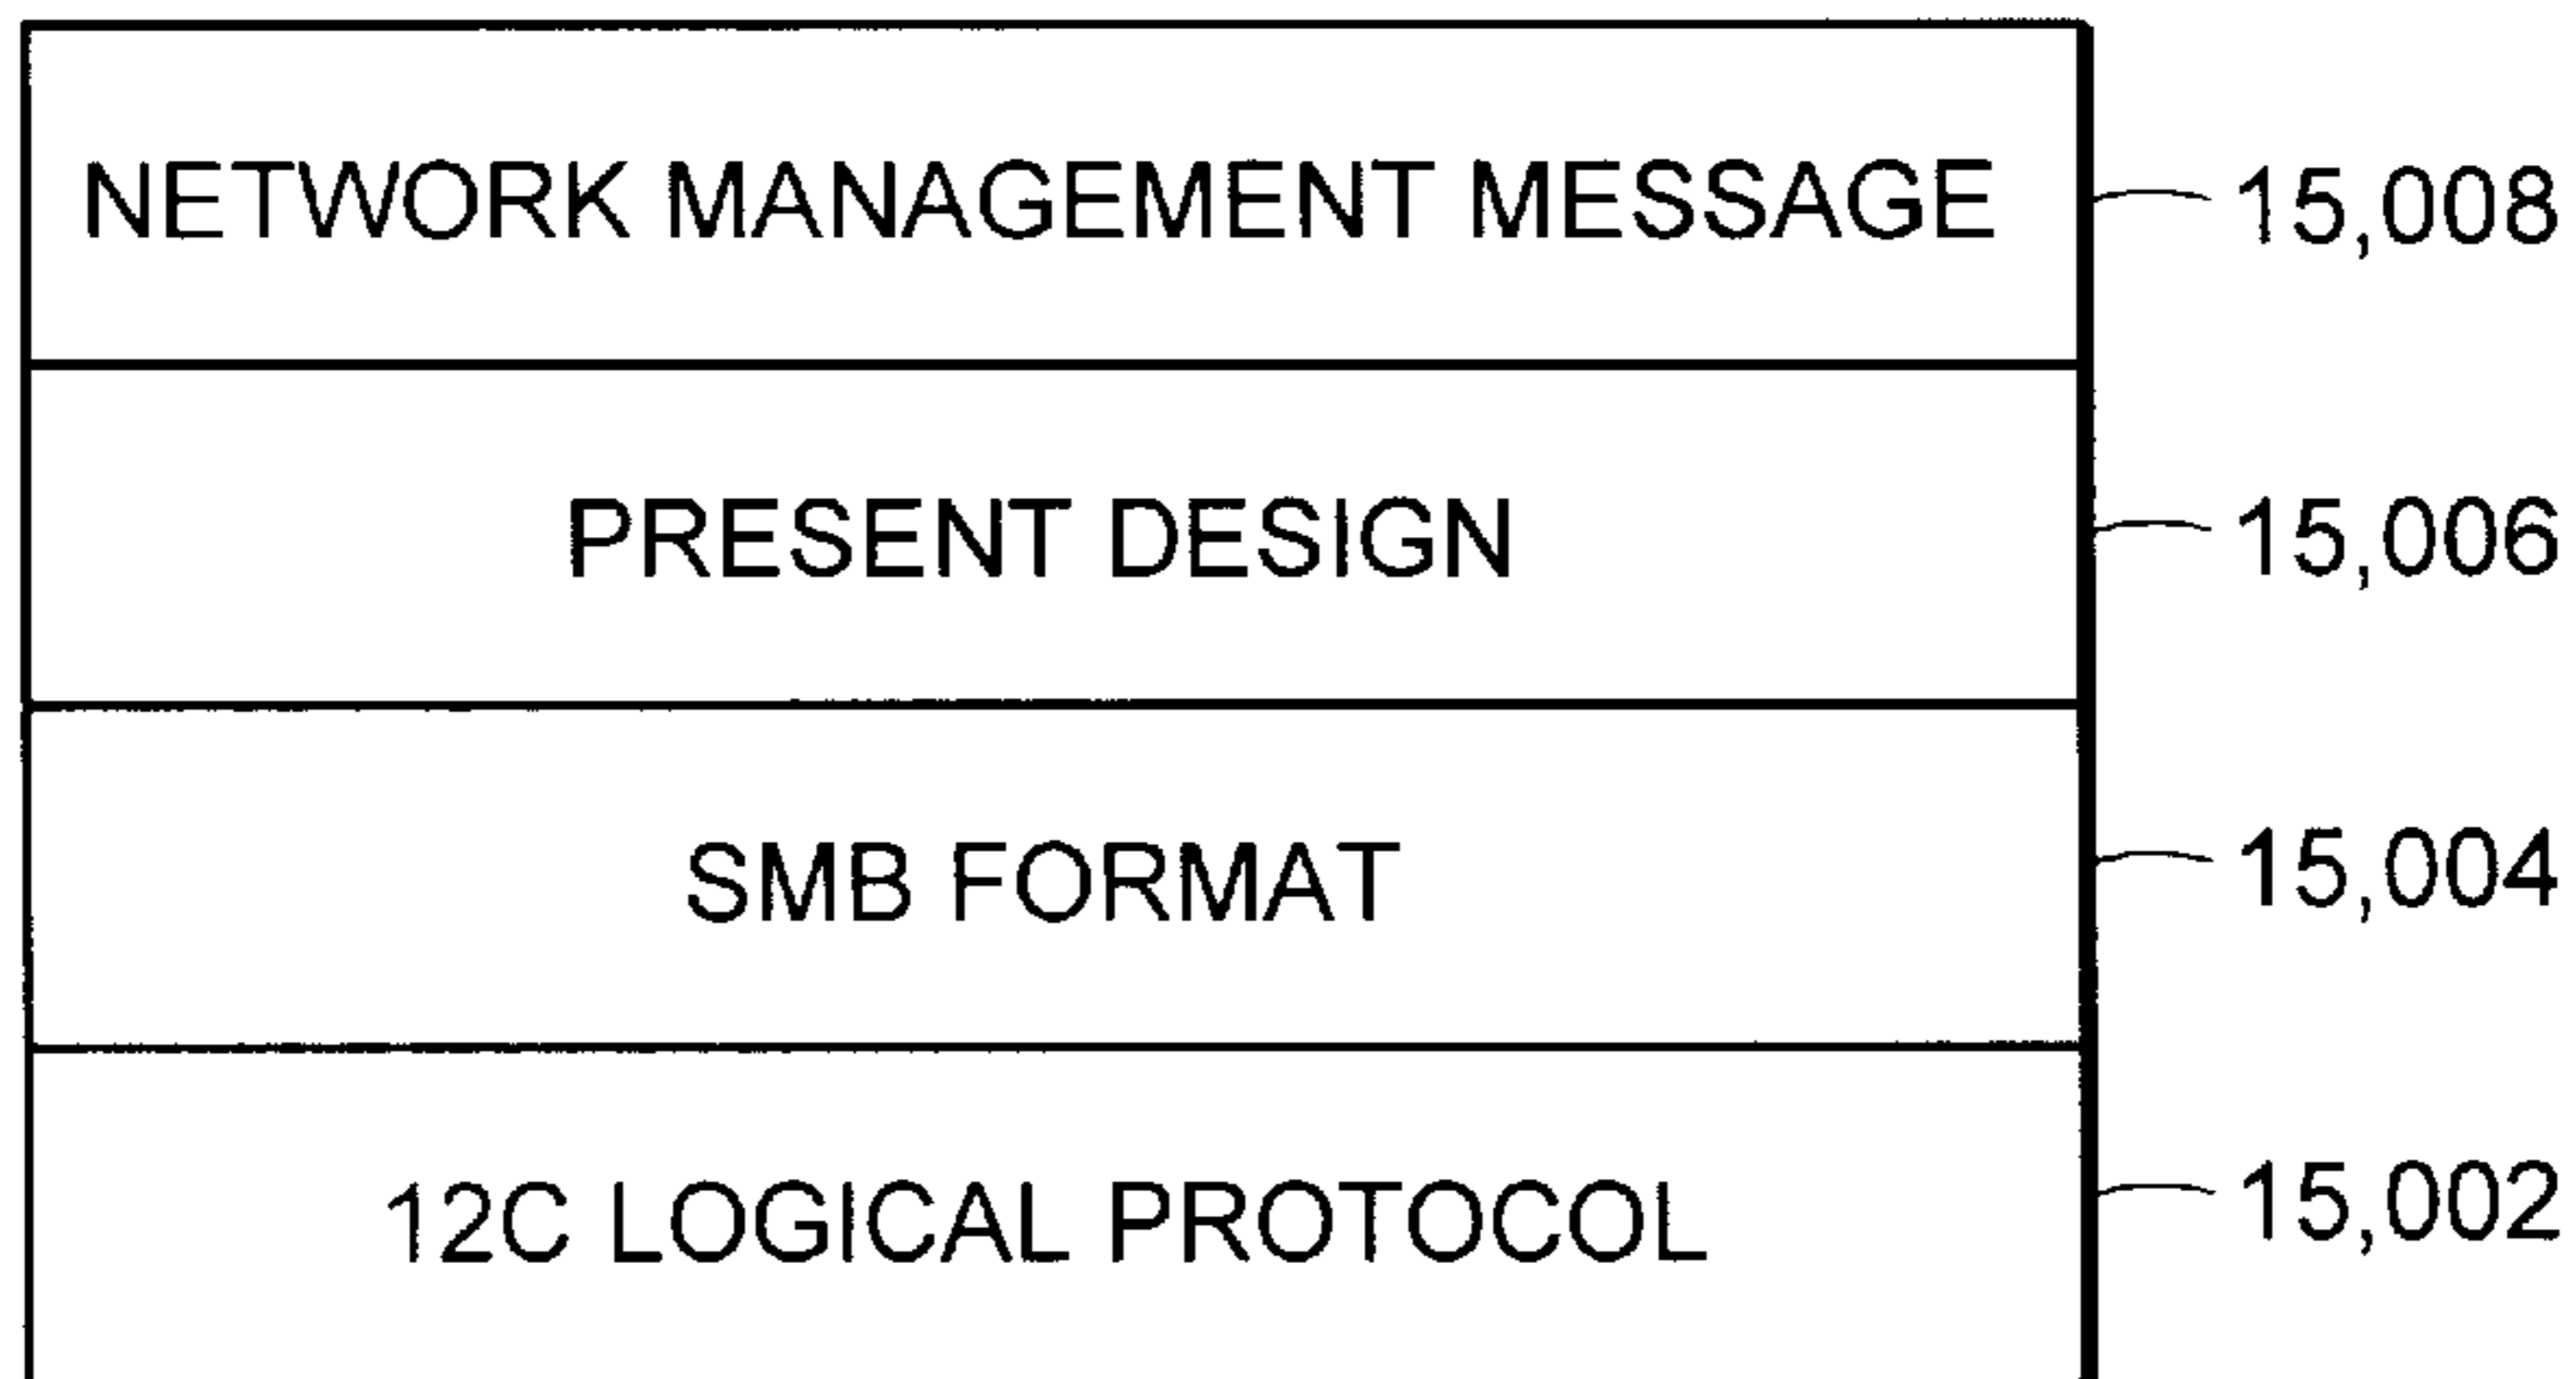 NETWORK MANAGEMENT MESSAGE 15,008
PRESENT DESIGN 15,006
SMB FORMAT 15,004
12C LOGICAL PROTOCOL 15,002